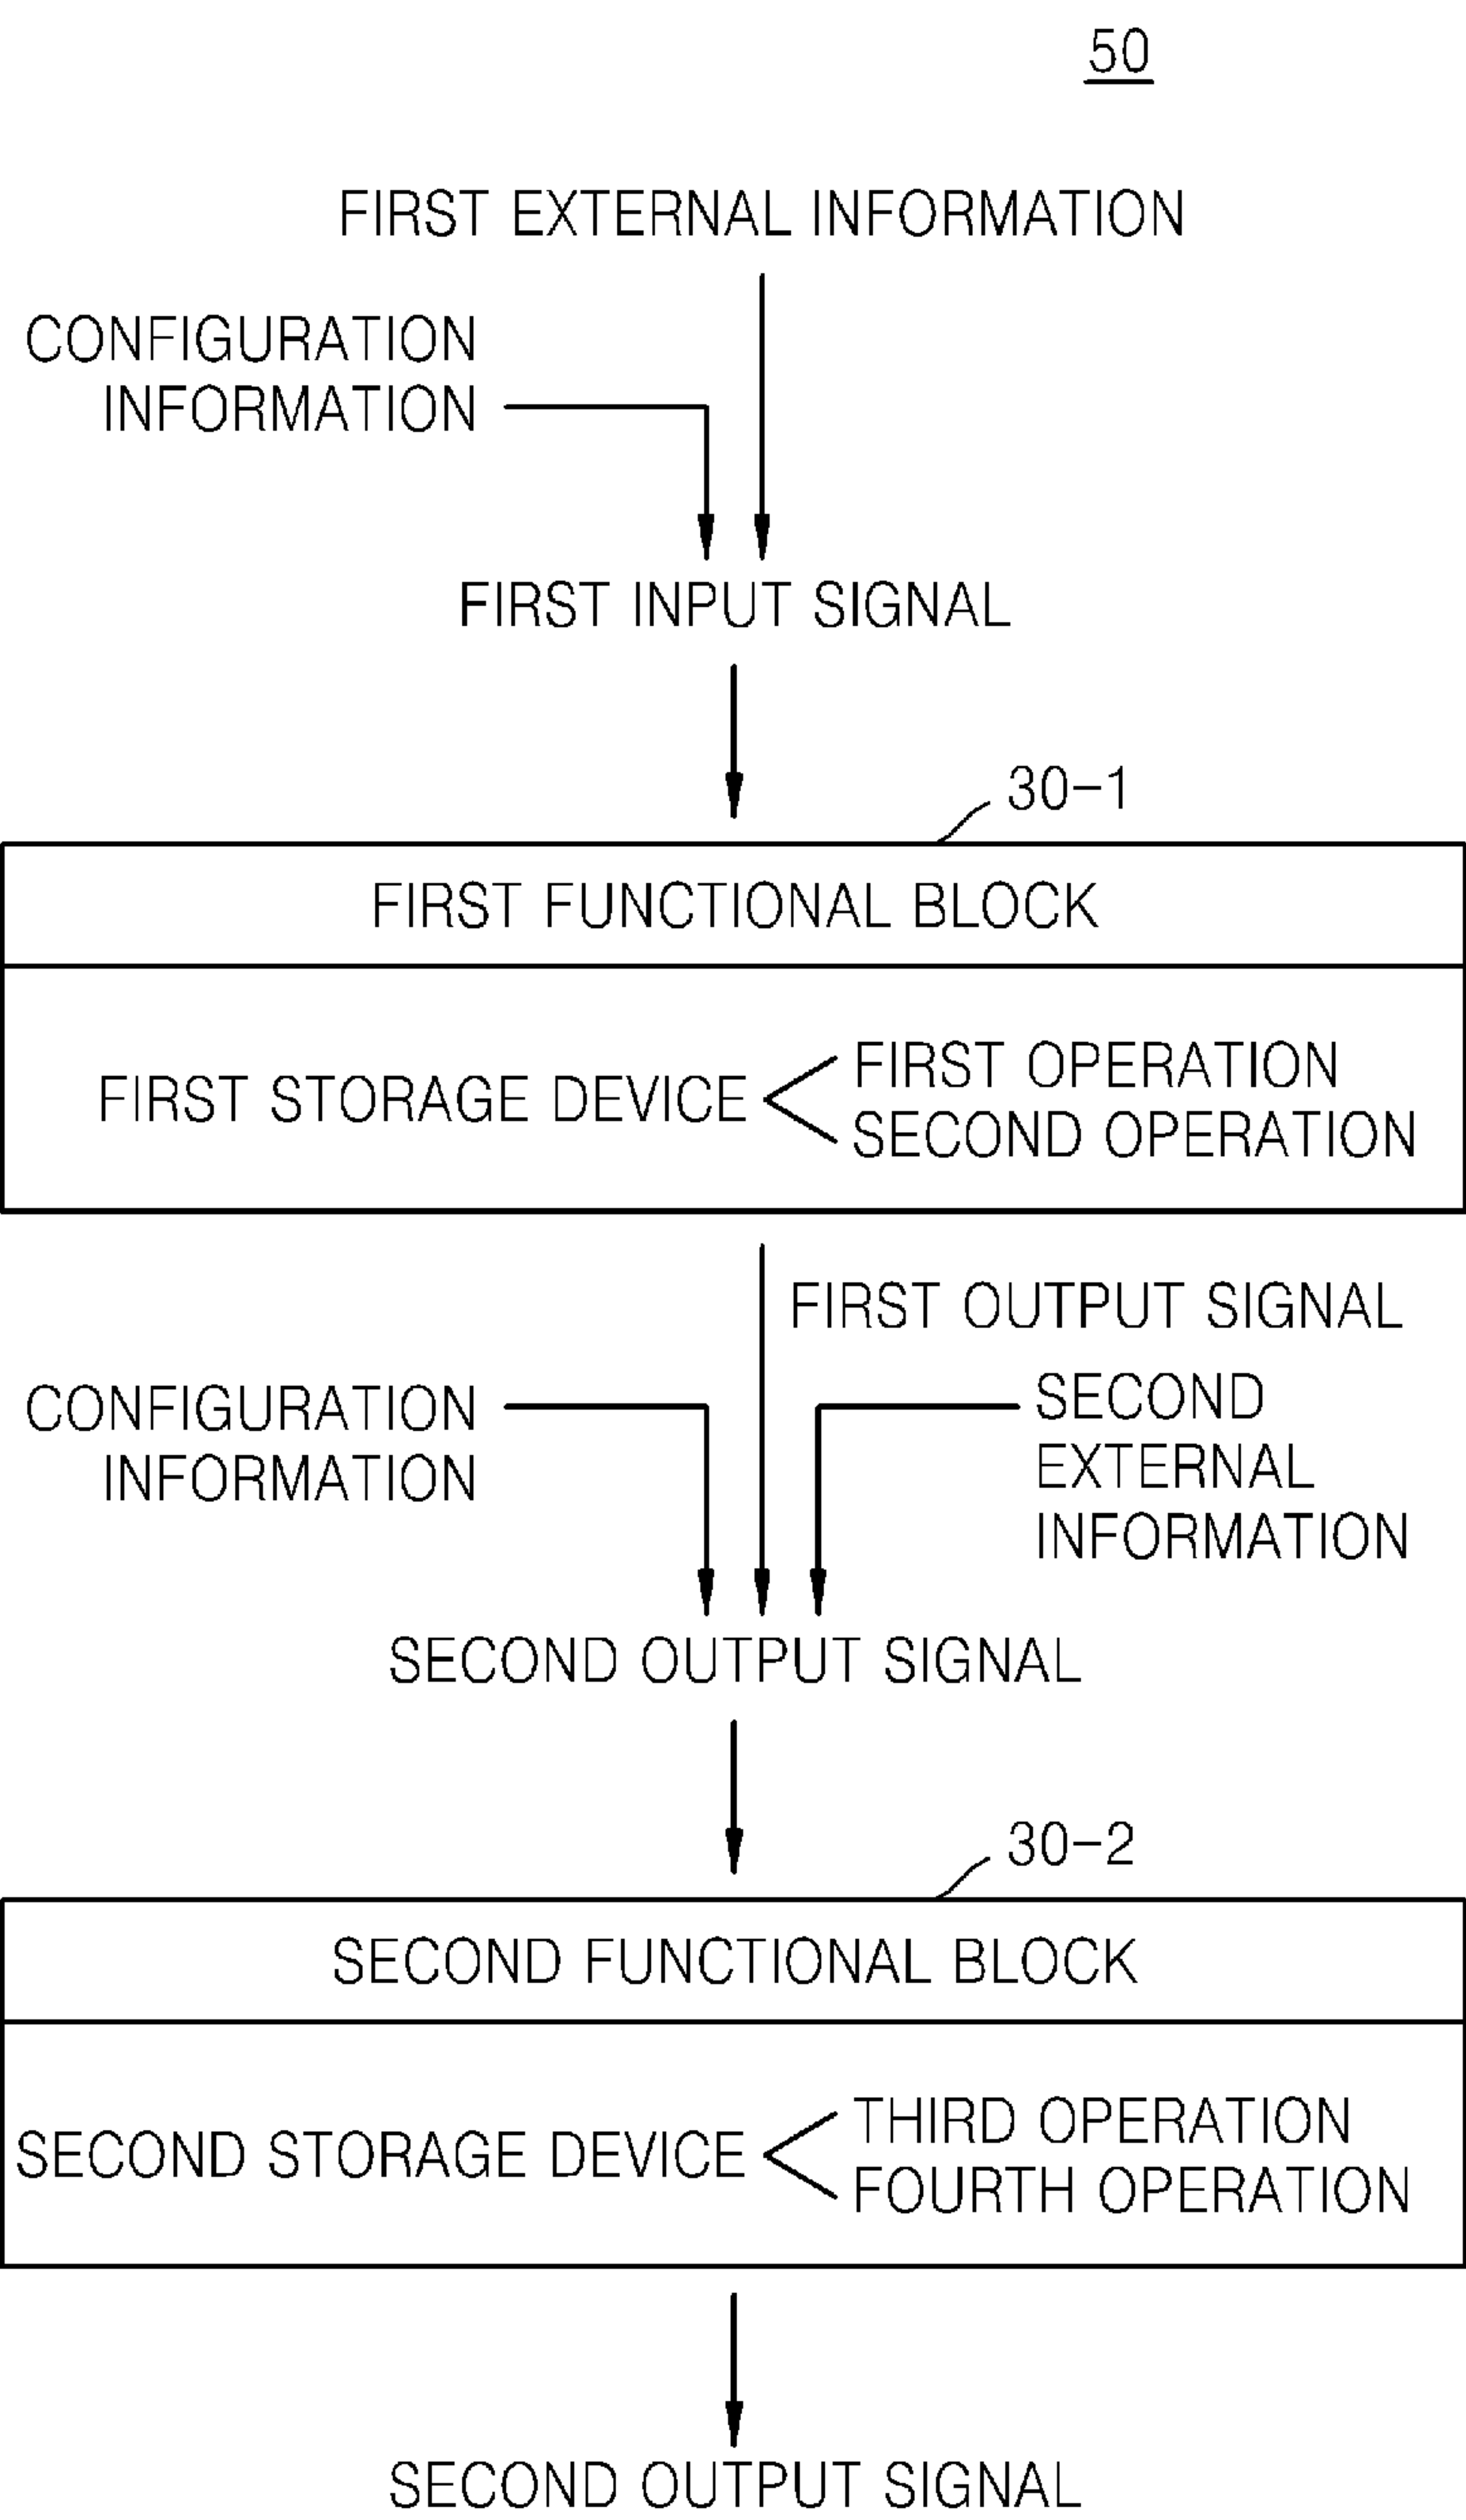 50
FIRST EXTERNAL INFORMATION
CONFIGURATION
INFORMATION
FIRST INPUT SIGNAL
30-1
FIRST FUNCTIONAL BLOCK
FIRST STORAGE DEVICE
FIRST OPERATION
SECOND OPERATION
FIRST OUTPUT SIGNAL
CONFIGURATION
INFORMATION
SECOND
EXTERNAL
INFORMATION
SECOND OUTPUT SIGNAL
30-2
SECOND FUNCTIONAL BLOCK
SECOND STORAGE DEVICE
THIRD OPERATION
FOURTH OPERATION
SECOND OUTPUT SIGNAL